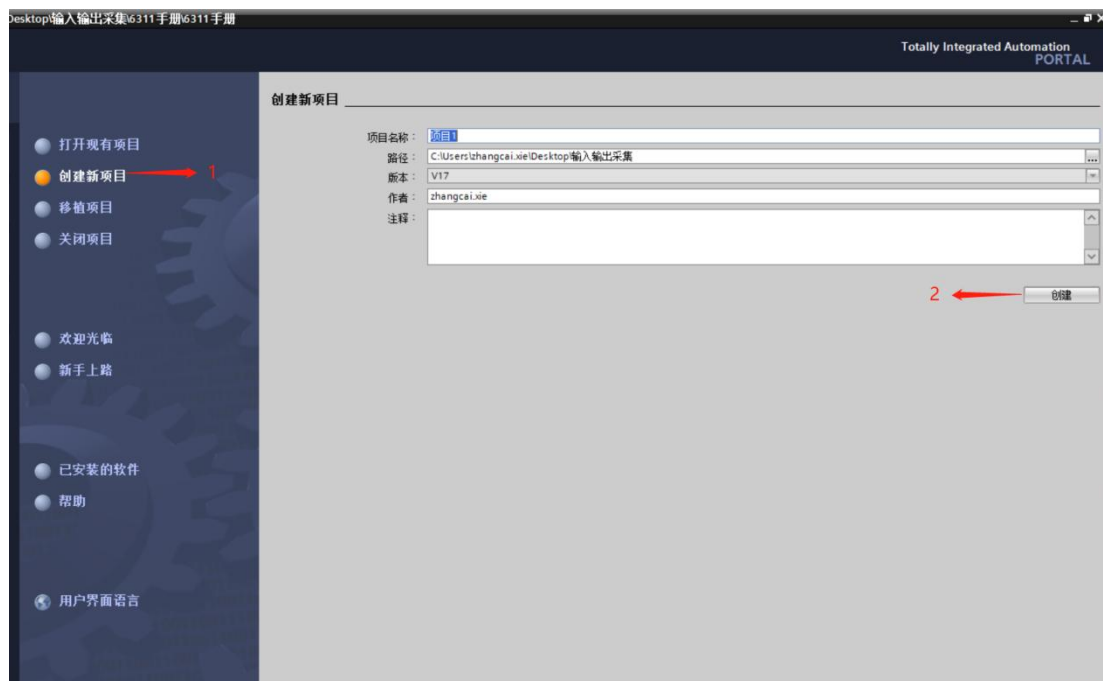 Desktop\输入输出采集\6311手册\6311手册
Totally Integrated Automation
PORTAL
创建新项目
打开现有项目
创建新项目
1
移植项目
关闭项目
欢迎光临
新手上路
已安装的软件
帮助
用户界面语言
项目名称：
项目1
路径：
C:\Users\zhangcai.xie\Desktop\输入输出采集
...
版本：
V17
作者：
zhangcai.xie
注释：
2
创建